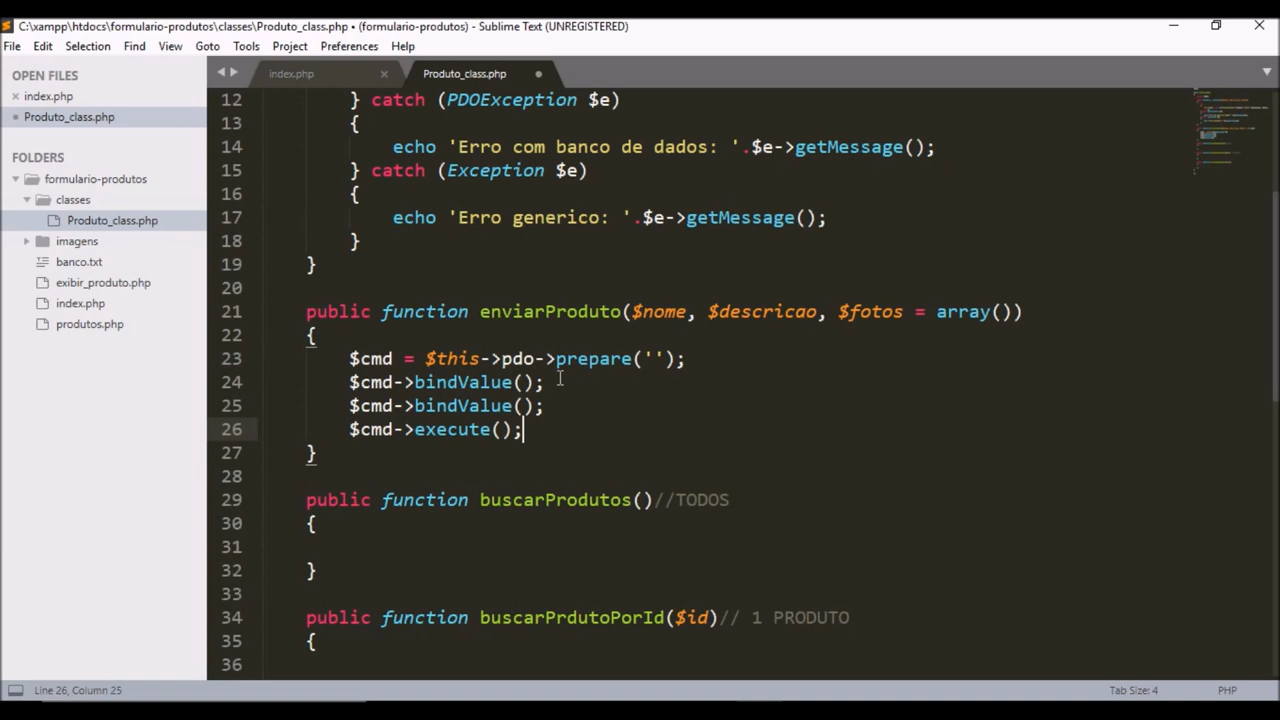 C:\xampp\htdocs\formulario-produtos\classes\Produto_class.php • (formulario-produtos) - Sublime Text (UNREGISTERED)
File Edit Selection Find View Goto Tools Project Preferences Help
OPEN FILES
index.php
Produto_class.php
FOLDERS
formulario-produtos
classes
Produto_class.php
imagens
banco.txt
exibir_produto.php
index.php
produtos.php
index.php Produto_class.php
12 } catch (PDOException $e)
13 {
14 echo 'Erro com banco de dados: '.$e->getMessage();
15 } catch (Exception $e)
16 {
17 echo 'Erro generico: '.$e->getMessage();
18 }
19 }
20
21 public function enviarProduto($nome, $descricao, $fotos = array())
22 {
23 $cmd = $this->pdo->prepare('');
24 $cmd->bindValue();
25 $cmd->bindValue();
26 $cmd->execute();
27 }
28
29 public function buscarProdutos()//TODOS
30 {
31
32 }
33
34 public function buscarPrdutoPorId($id)// 1 PRODUTO
35 {
36
Line 26, Column 25
Tab Size: 4
PHP